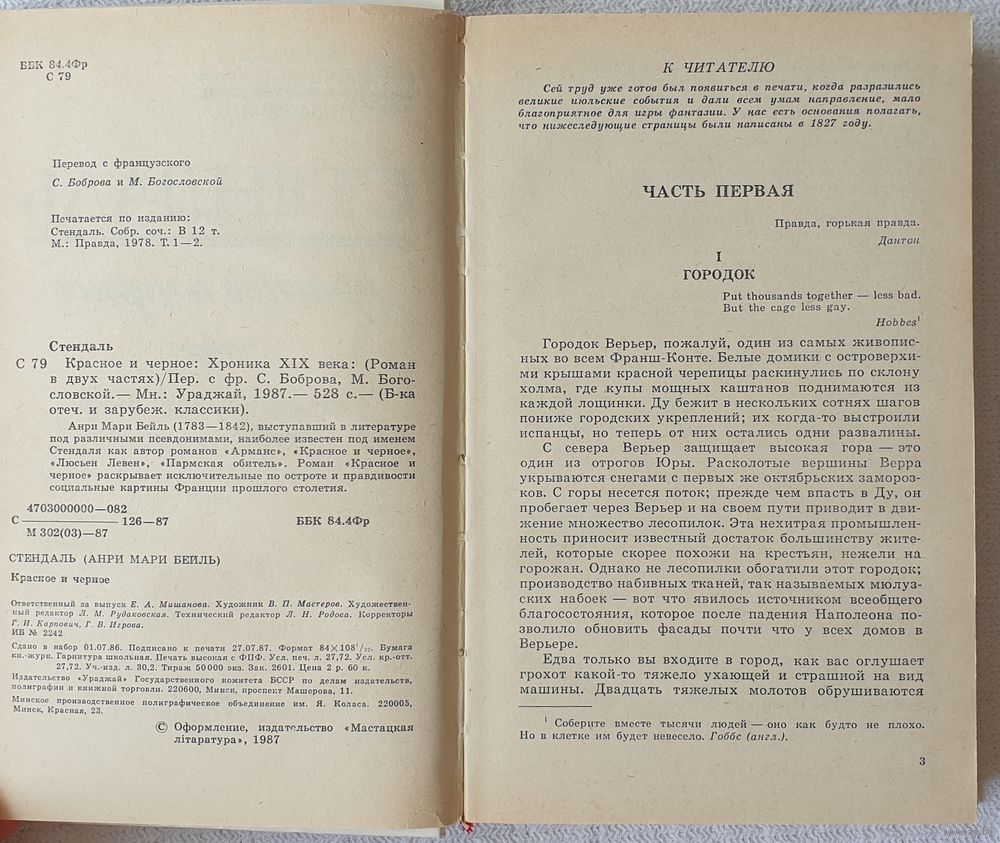 ББК 84.4Фр
С 79
Перевод с французского
С. Боброва и М. Богословской
Печатается по изданию:
Стендаль. Собр. соч.: В 12 т.
М.: Правда, 1978. Т. 1—2.
Стендаль
С 79 Красное и черное: Хроника XIX века: (Роман
в двух частях)/Пер. с фр. С. Боброва, М. Бого-
словской.— Мн.: Ураджай, 1987.— 528 с.— (Б-ка
отеч. и зарубеж. классики).
Анри Мари Бейль (1783—1842), выступавший в литературе
под различными псевдонимами, наиболее известен под именем
Стендаля как автор романов «Арманс», «Красное и черное»,
«Люсьен Левен», «Пармская обитель». Роман «Красное и
черное» раскрывает исключительные по остроте и правдивости
социальные картины Франции прошлого столетия.
4703000000—082
С ———— 126—87 ББК 84.4Фр
М 302(03)—87
СТЕНДАЛЬ (АНРИ МАРИ БЕЙЛЬ)
Красное и черное
Ответственный за выпуск Е. А. Мишанова. Художник В. П. Мастеров. Художествен-
ный редактор Л. М. Рудаковская. Технический редактор Л. Н. Родова. Корректоры
Г. И. Карпович, Г. В. Игрова.
ИБ № 2242
Сдано в набор 01.07.86. Подписано к печати 27.07.87. Формат 84×108¹/₃₂. Бумага
кн.-журн. Гарнитура школьная. Печать высокая с ФПФ. Усл. печ. л. 27,72. Усл. кр.-отт.
27,72. Уч.-изд. л. 30,2. Тираж 50 000 экз. Зак. 2601. Цена 2 р. 60 к.
Издательство «Ураджай» Государственного комитета БССР по делам издательств,
полиграфии и книжной торговли. 220600, Минск, проспект Машерова, 11.
Минское производственное полиграфическое объединение им. Я. Коласа. 220005,
Минск, Красная, 23.
© Оформление, издательство «Мастацкая
літаратура», 1987
К ЧИТАТЕЛЮ
Сей труд уже готов был появиться в печати, когда разразились
великие июльские события и дали всем умам направление, мало
благоприятное для игры фантазии. У нас есть основания полагать,
что нижеследующие страницы были написаны в 1827 году.
ЧАСТЬ ПЕРВАЯ
Правда, горькая правда.
Дантон
I
ГОРОДОК
Put thousands together — less bad.
But the cage less gay.
Hobbes¹
Городок Верьер, пожалуй, один из самых живопис-
ных во всем Франш-Конте. Белые домики с островерхи-
ми крышами красной черепицы раскинулись по склону
холма, где купы мощных каштанов поднимаются из
каждой лощинки. Ду бежит в нескольких сотнях шагов
пониже городских укреплений; их когда-то выстроили
испанцы, но теперь от них остались одни развалины.
С севера Верьер защищает высокая гора — это
один из отрогов Юры. Расколотые вершины Верра
укрываются снегами с первых же октябрьских замороз-
ков. С горы несется поток; прежде чем впасть в Ду, он
пробегает через Верьер и на своем пути приводит в дви-
жение множество лесопилок. Эта нехитрая промышлен-
ность приносит известный достаток большинству жите-
лей, которые скорее похожи на крестьян, нежели на
горожан. Однако не лесопилки обогатили этот городок;
производство набивных тканей, так называемых мюлуз-
ских набоек — вот что явилось источником всеобщего
благосостояния, которое после падения Наполеона по-
зволило обновить фасады почти что у всех домов в
Верьере.
Едва только вы входите в город, как вас оглушает
грохот какой-то тяжело ухающей и страшной на вид
машины. Двадцать тяжелых молотов обрушиваются
¹ Соберите вместе тысячи людей — оно как будто не плохо.
Но в клетке им будет невесело. Гоббс (англ.).
3